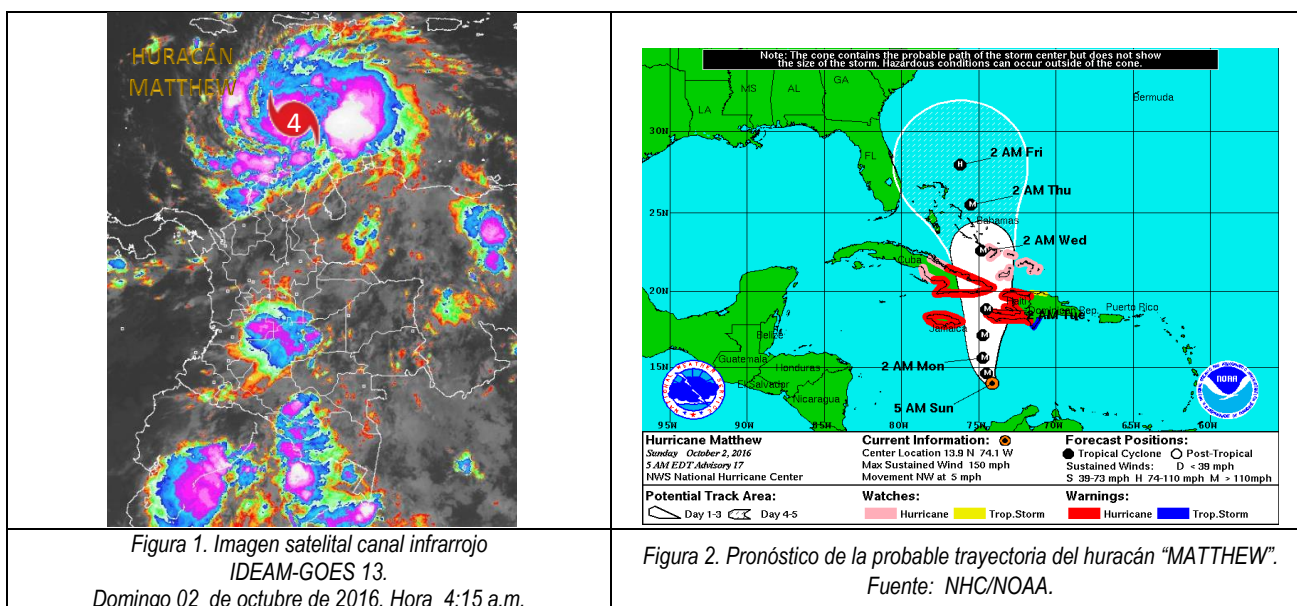 HURACÁN
MATTHEW
4
Figura 1. Imagen satelital canal infrarrojo
IDEAM-GOES 13.
Domingo 02 de octubre de 2016. Hora 4:15 a.m.
Note: The cone contains the probable path of the storm center but does not show
the size of the storm. Hazardous conditions can occur outside of the cone.
MS AL GA
LA
Bermuda
30N
FL
2 AM Fri
H
2 AM Thu
M
25N
Bahamas
2 AM Wed
M
Cuba
20N
Haiti
M
Dominican Rep.
Puerto Rico
AM Tue
Jamaica
M
Belize
Guatemala
2 AM Mon
M
15N
Honduras
M
El Salvador
5 AM Sun
Nicaragua
NOAA
95W 90W 85W 80W 75W 70W 65W 60W
Hurricane Matthew
Sunday October 2, 2016
5 AM EDT Advisory 17
NWS National Hurricane Center
Current Information:
Center Location 13.9 N 74.1 W
Max Sustained Wind 150 mph
Movement NW at 5 mph
Forecast Positions:
Tropical Cyclone Post-Tropical
Sustained Winds: D < 39 mph
S 39-73 mph H 74-110 mph M > 110mph
Potential Track Area:
Day 1-3 Day 4-5
Watches:
Hurricane Trop.Storm
Warnings:
Hurricane Trop.Storm
Figura 2. Pronóstico de la probable trayectoria del huracán “MATTHEW”.
Fuente: NHC/NOAA.